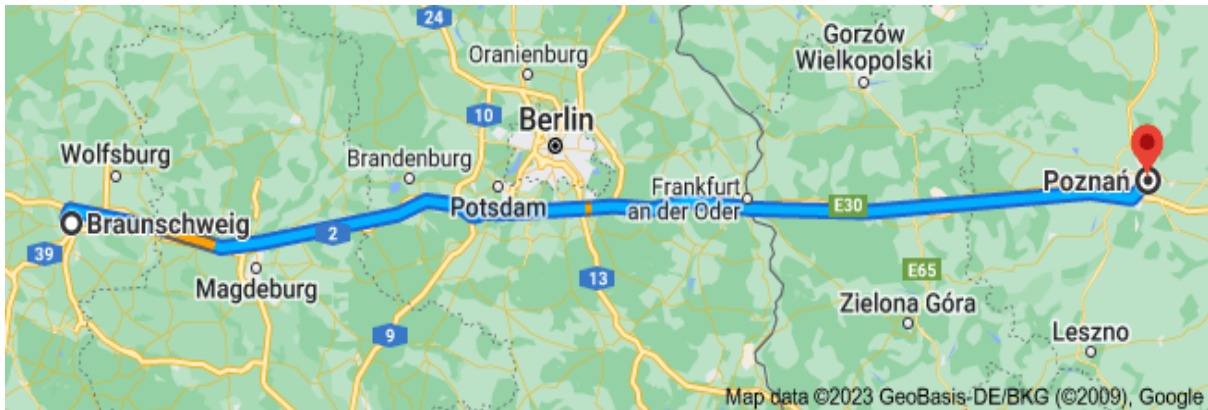 24
Oranienburg
Gorzów
Wielkopolski
10
Berlin
Wolfsburg
Brandenburg
Poznań
Frankfurt
an der Oder
Potsdam
E30
Braunschweig
2
39
Magdeburg
E65
13
Zielona Góra
9
Leszno
Map data ©2023 GeoBasis-DE/BKG (©2009), Google